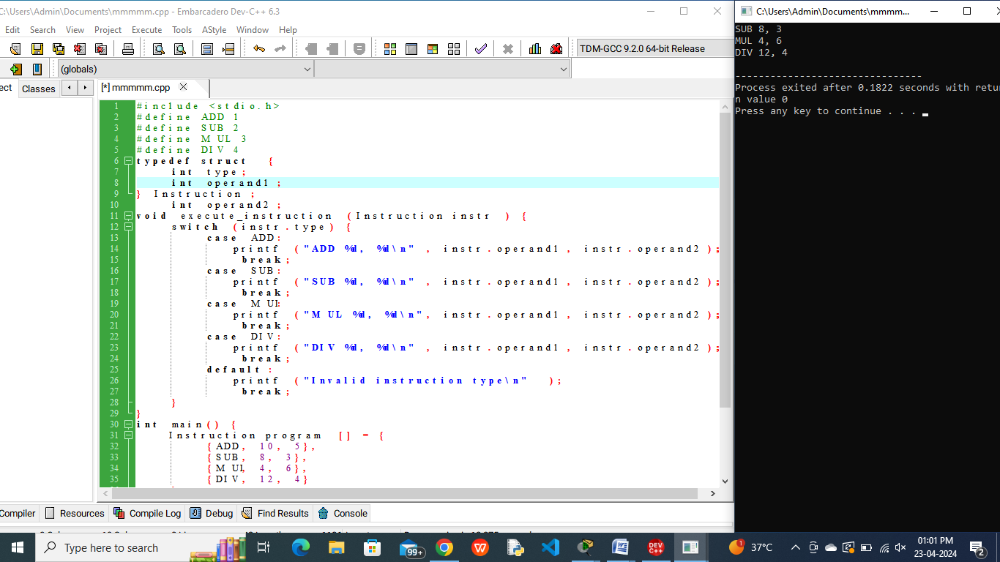 C:\Users\Admin\Documents\mmmmm.cpp - Embarcadero Dev-C++ 6.3
Edit Search View Project Execute Tools AStyle Window Help
TDM-GCC 9.2.0 64-bit Release
(globals)
ect Classes
[*] mmmmm.cpp
1 #include <stdio.h>
2 #define ADD 1
3 #define SUB 2
4 #define MUL 3
5 #define DIV 4
6 typedef struct {
7 int type;
8 int operand1 ;
9 } Instruction ;
10 int operand2 ;
11 void execute_instruction (Instruction instr ) {
12 switch (instr.type) {
13 case ADD:
14 printf ("ADD %d, %d\n" , instr.operand1 , instr.operand2 );
15 break;
16 case SUB:
17 printf ("SUB %d, %d\n" , instr.operand1 , instr.operand2 );
18 break;
19 case MUL:
20 printf ("MUL %d, %d\n", instr.operand1 , instr.operand2 );
21 break;
22 case DIV:
23 printf ("DIV %d, %d\n" , instr.operand1 , instr.operand2 );
24 break;
25 default :
26 printf ("Invalid instruction type\n" );
27 break;
28 }
29 }
30 int main() {
31 Instruction program [] = {
32 {ADD, 10, 5},
33 {SUB, 8, 3},
34 {MUL, 4, 6},
35 {DIV, 12, 4}
Compiler Resources Compile Log Debug Find Results Console
C:\Users\Admin\Documents\mmmm...
SUB 8, 3
MUL 4, 6
DIV 12, 4
--------------------------------
Process exited after 0.1822 seconds with retur
n value 0
Press any key to continue . . .
Type here to search
99+
DEV C++
1
37°C
01:01 PM
23-04-2024
2